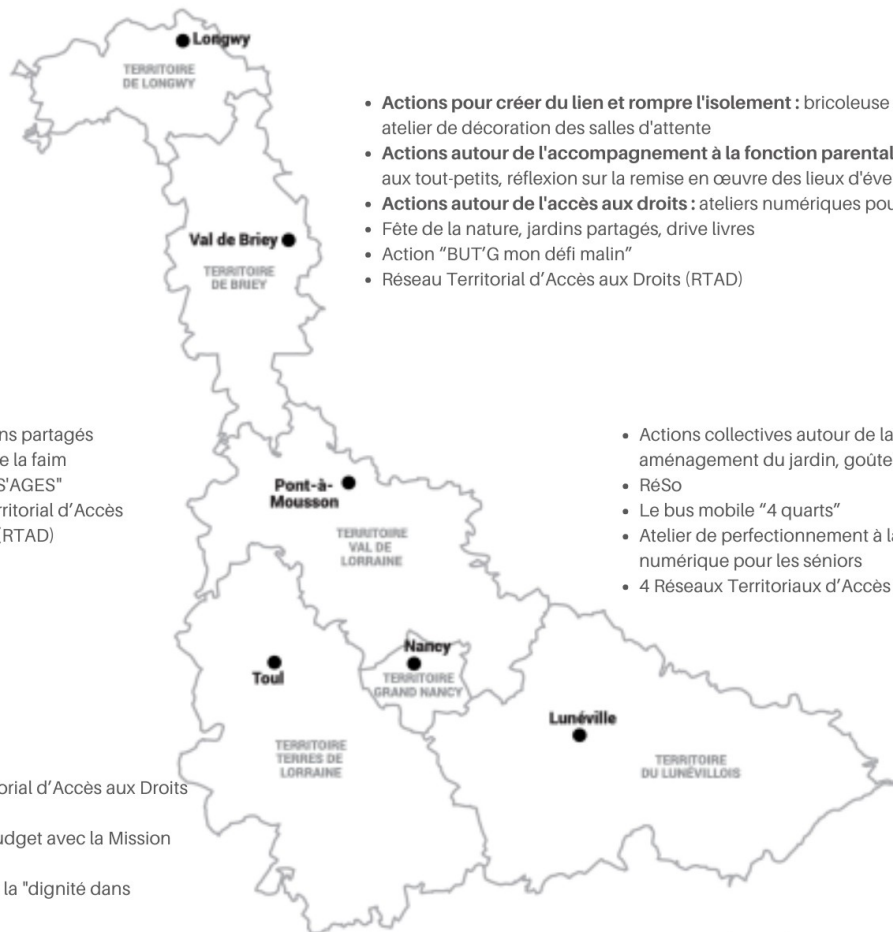 Longwy
TERRITOIRE
DE LONGWY
• Actions pour créer du lien et rompre l'isolement : bricoleuse
atelier de décoration des salles d'attente
• Actions autour de l'accompagnement à la fonction parental
aux tout-petits, réflexion sur la remise en œuvre des lieux d'éve
• Actions autour de l'accès aux droits : ateliers numériques pou
• Fête de la nature, jardins partagés, drive livres
• Action “BUT’G mon défi malin”
• Réseau Territorial d’Accès aux Droits (RTAD)
Val de Briey
TERRITOIRE
DE BRIEY
ns partagés
e la faim
S'AGES"
rritorial d’Accès
(RTAD)
• Actions collectives autour de la
aménagement du jardin, goûte
• RéSo
• Le bus mobile “4 quarts”
• Atelier de perfectionnement à la
numérique pour les séniors
• 4 Réseaux Territoriaux d’Accès
Pont-à-
Mousson
TERRITOIRE
VAL DE
LORRAINE
Nancy
TERRITOIRE
GRAND NANCY
Toul
TERRITOIRE
TERRES DE
LORRAINE
Lunéville
TERRITOIRE
DU LUNÉVILLOIS
orial d’Accès aux Droits
udget avec la Mission
la "dignité dans